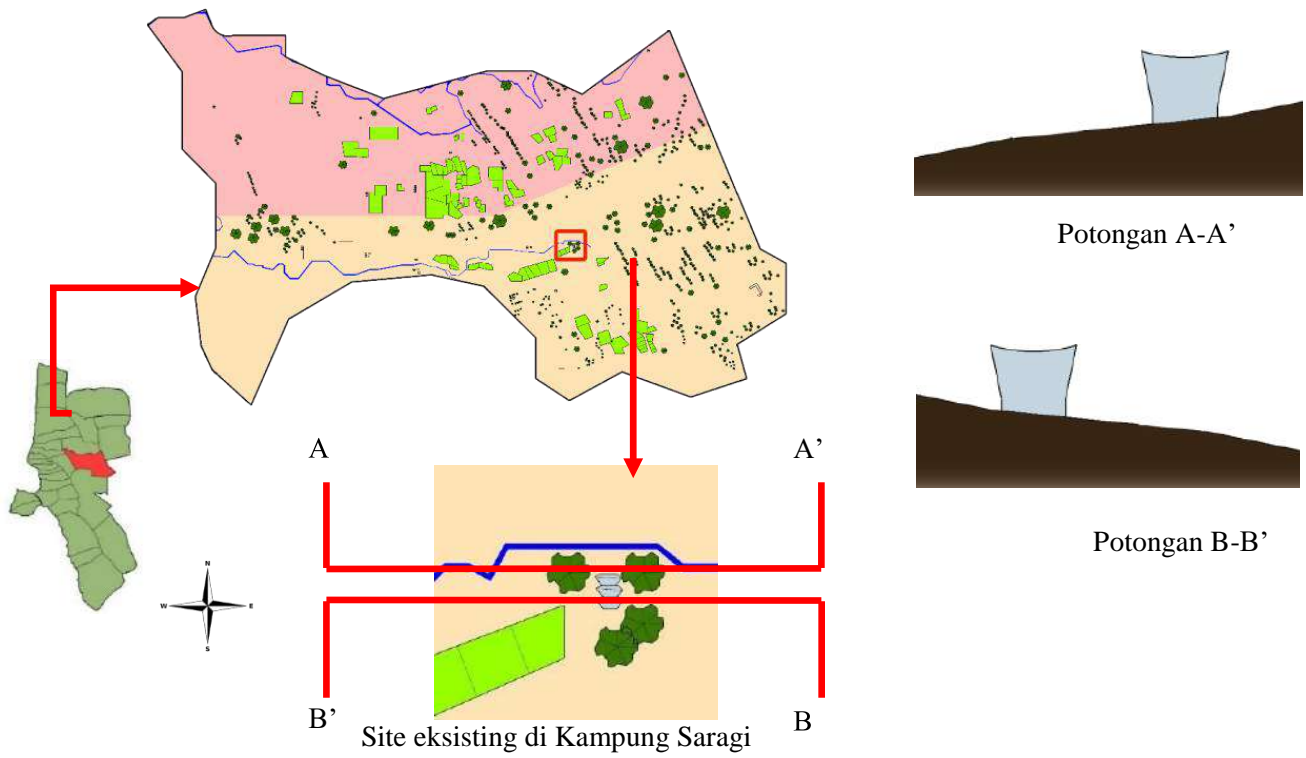 Potongan A-A’
A
A’
Potongan B-B’
N
W
E
S
B’
B
Site eksisting di Kampung Saragi